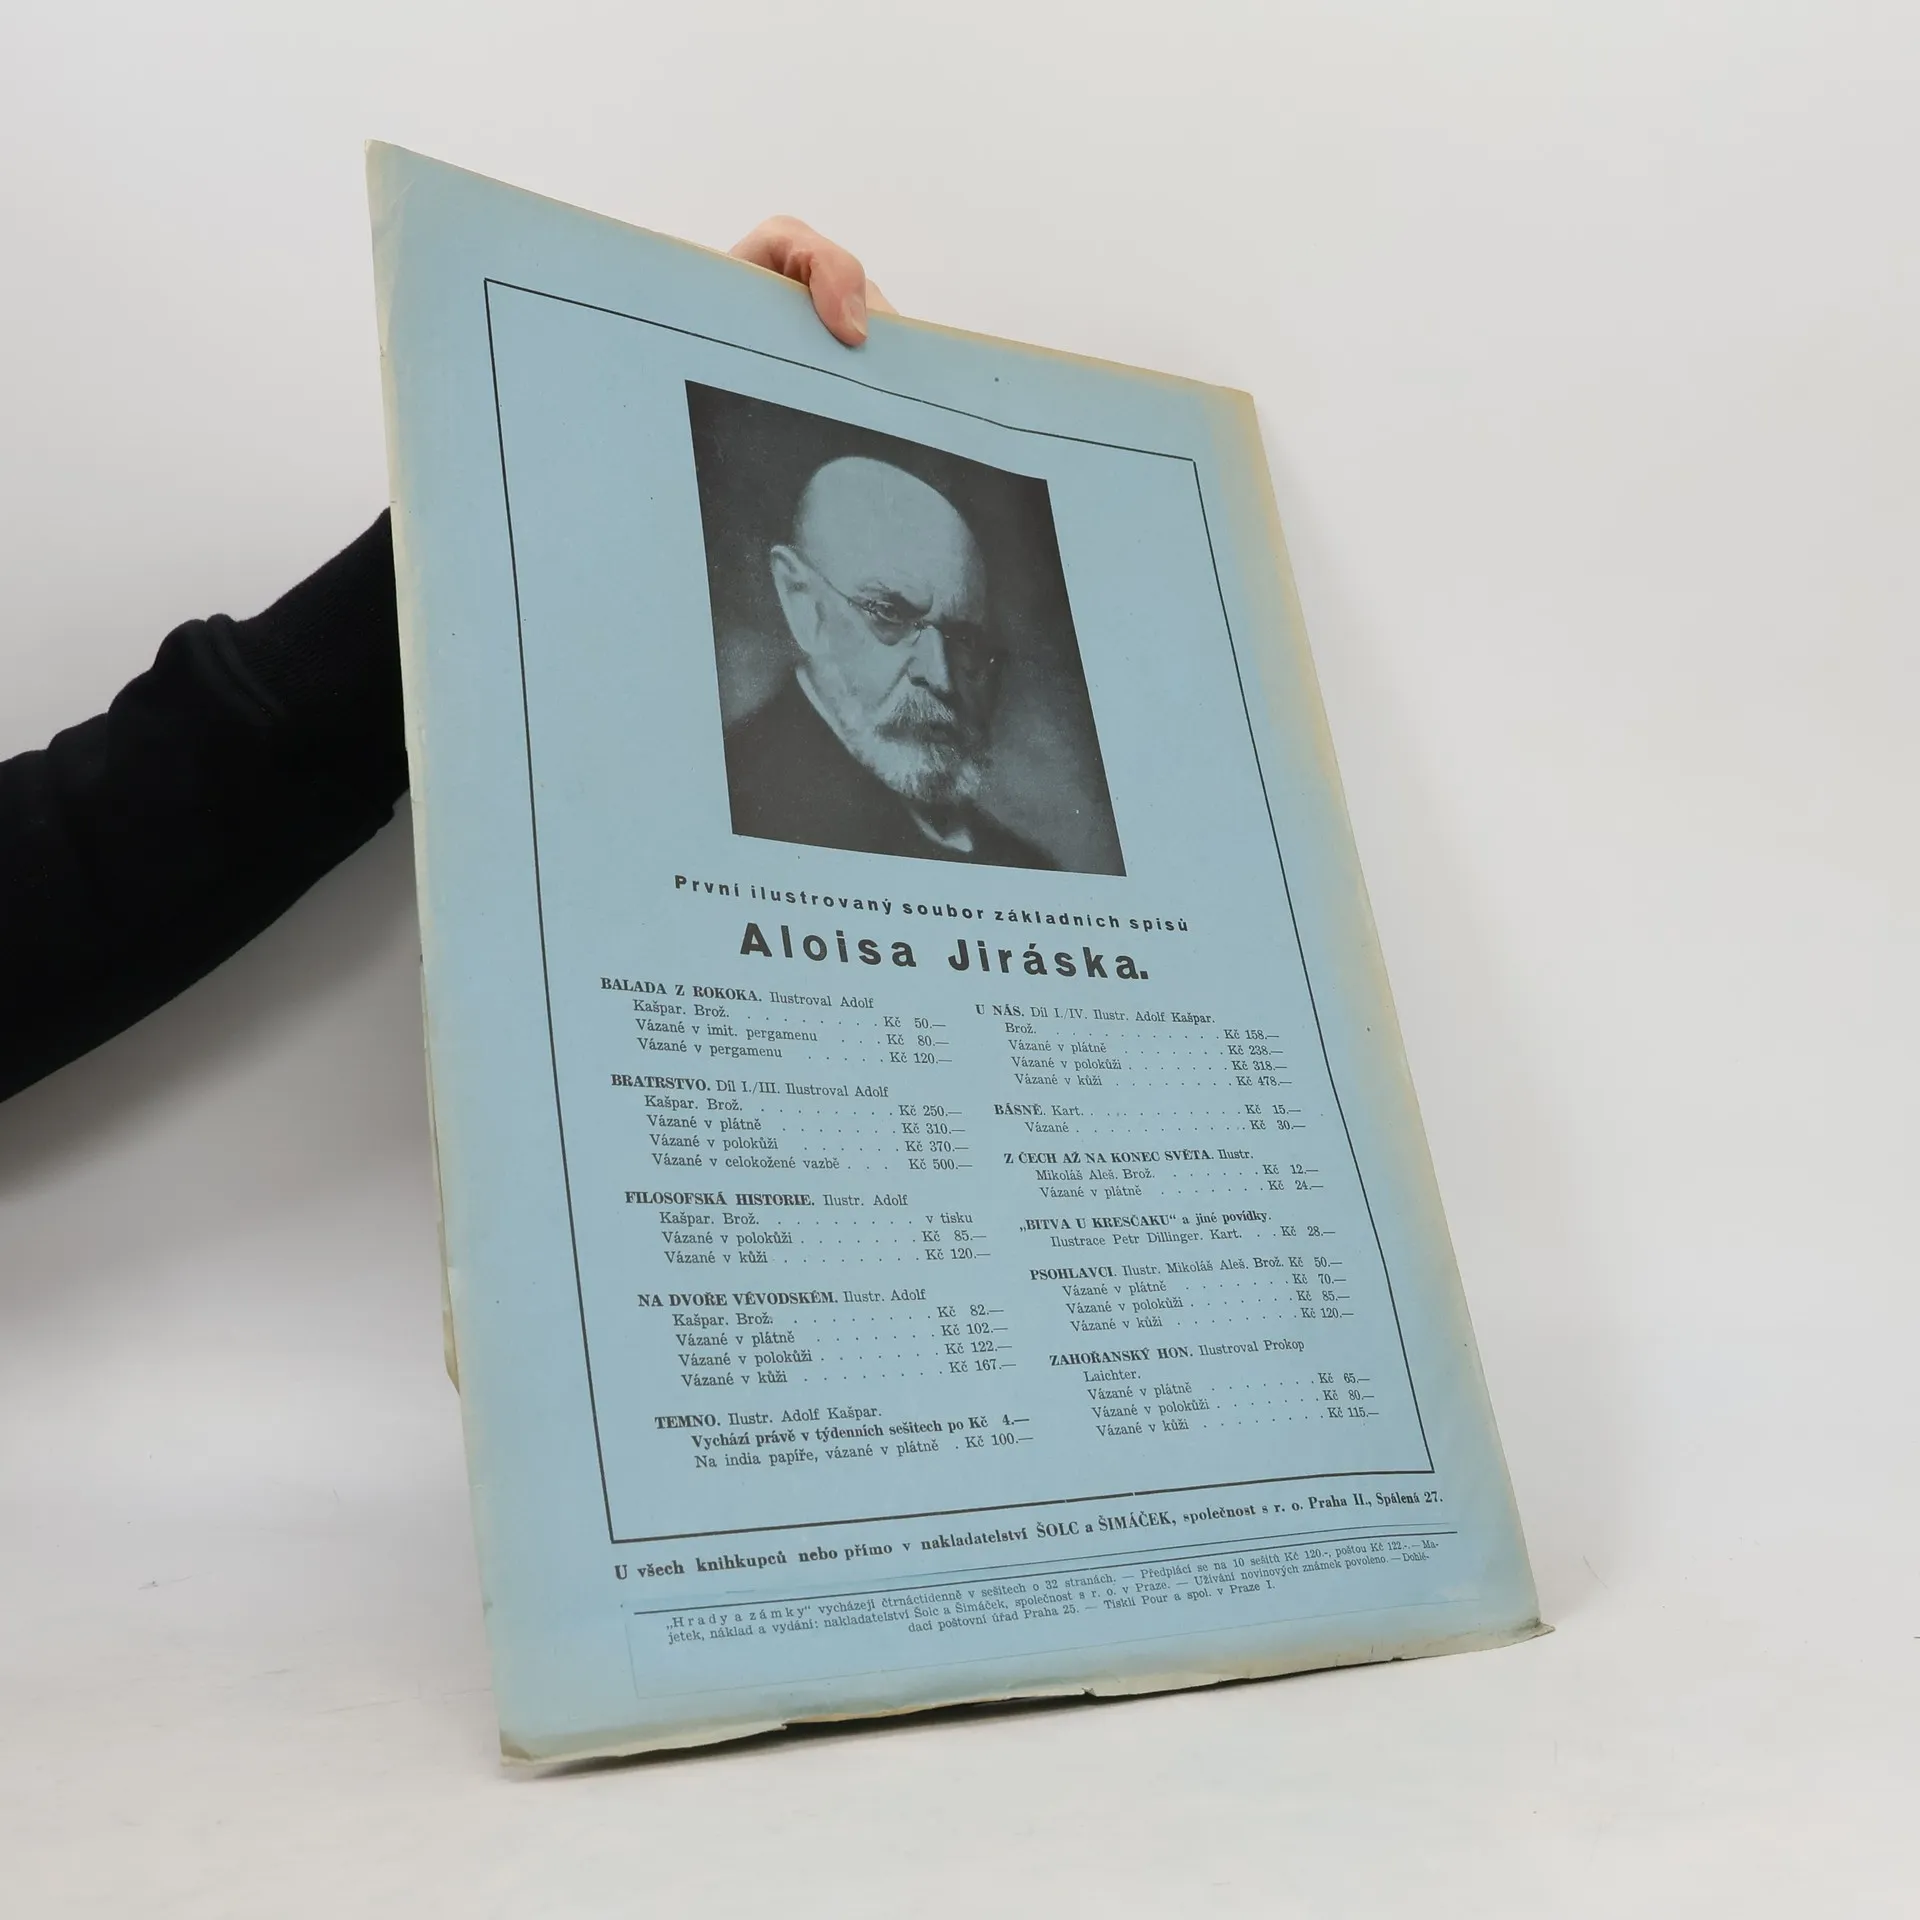 První ilustrovaný soubor základních spisů
Aloisa Jiráska.
BALADA Z ROKOKA. Ilustroval Adolf
Kašpar. Brož. . . . . . . . . Kč 50.—
Vázané v imit. pergamenu . . . Kč 80.—
Vázané v pergamenu . . . . . Kč 120.—
BRATRSTVO. Díl I./III. Ilustroval Adolf
Kašpar. Brož. . . . . . . . . Kč 250.—
Vázané v plátně . . . . . . . Kč 310.—
Vázané v polokůži . . . . . . Kč 370.—
Vázané v celokožené vazbě . . . Kč 500.—
FILOSOFSKÁ HISTORIE. Ilustr. Adolf
Kašpar. Brož. . . . . . . . . v tisku
Vázané v polokůži . . . . . . . Kč 85.—
Vázané v kůži . . . . . . . . Kč 120.—
NA DVOŘE VÉVODSKÉM. Ilustr. Adolf
Kašpar. Brož. . . . . . . . . Kč 82.—
Vázané v plátně . . . . . . . Kč 102.—
Vázané v polokůži . . . . . . . Kč 122.—
Vázané v kůži . . . . . . . . Kč 167.—
TEMNO. Ilustr. Adolf Kašpar.
Vychází právě v týdenních sešitech po Kč 4.—
Na india papíře, vázané v plátně . Kč 100.—
U NÁS. Díl I./IV. Ilustr. Adolf Kašpar.
Brož. . . . . . . . . . . . Kč 158.—
Vázané v plátně . . . . . . . Kč 238.—
Vázané v polokůži . . . . . . . Kč 318.—
Vázané v kůži . . . . . . . . Kč 478.—
BÁSNĚ. Kart. . . . . . . . . . . Kč 15.—
Vázané . . . . . . . . . . . Kč 30.—
Z ČECH AŽ NA KONEC SVĚTA. Ilustr.
Mikoláš Aleš. Brož. . . . . . . Kč 12.—
Vázané v plátně . . . . . . . Kč 24.—
„BITVA U KRESČAKU“ a jiné povídky.
Ilustrace Petr Dillinger. Kart. . . Kč 28.—
PSOHLAVCI. Ilustr. Mikoláš Aleš. Brož. Kč 50.—
Vázané v plátně . . . . . . Kč 70.—
Vázané v polokůži . . . . . . . Kč 85.—
Vázané v kůži . . . . . . . . Kč 120.—
ZAHOŘANSKÝ HON. Ilustroval Prokop
Laichter.
Vázané v plátně . . . . . . . Kč 65.—
Vázané v polokůži . . . . . . . Kč 80.—
Vázané v kůži . . . . . . . . Kč 115.—
U všech knihkupců nebo přímo v nakladatelství ŠOLC a ŠIMÁČEK, společnost s r. o. Praha II., Spálená 27.
„Hrady a zámky“ vycházejí čtrnáctidenně v sešitech o 32 stranách. — Předplácí se na 10 sešitů Kč 120.-, poštou Kč 122.-. — Ma-
jetek, náklad a vydání: nakladatelství Šolc a Šimáček, společnost s r. o. v Praze. — Užívání novinových známek povoleno. — Dohlé-
dací poštovní úřad Praha 25. — Tiskli Pour a spol. v Praze I.